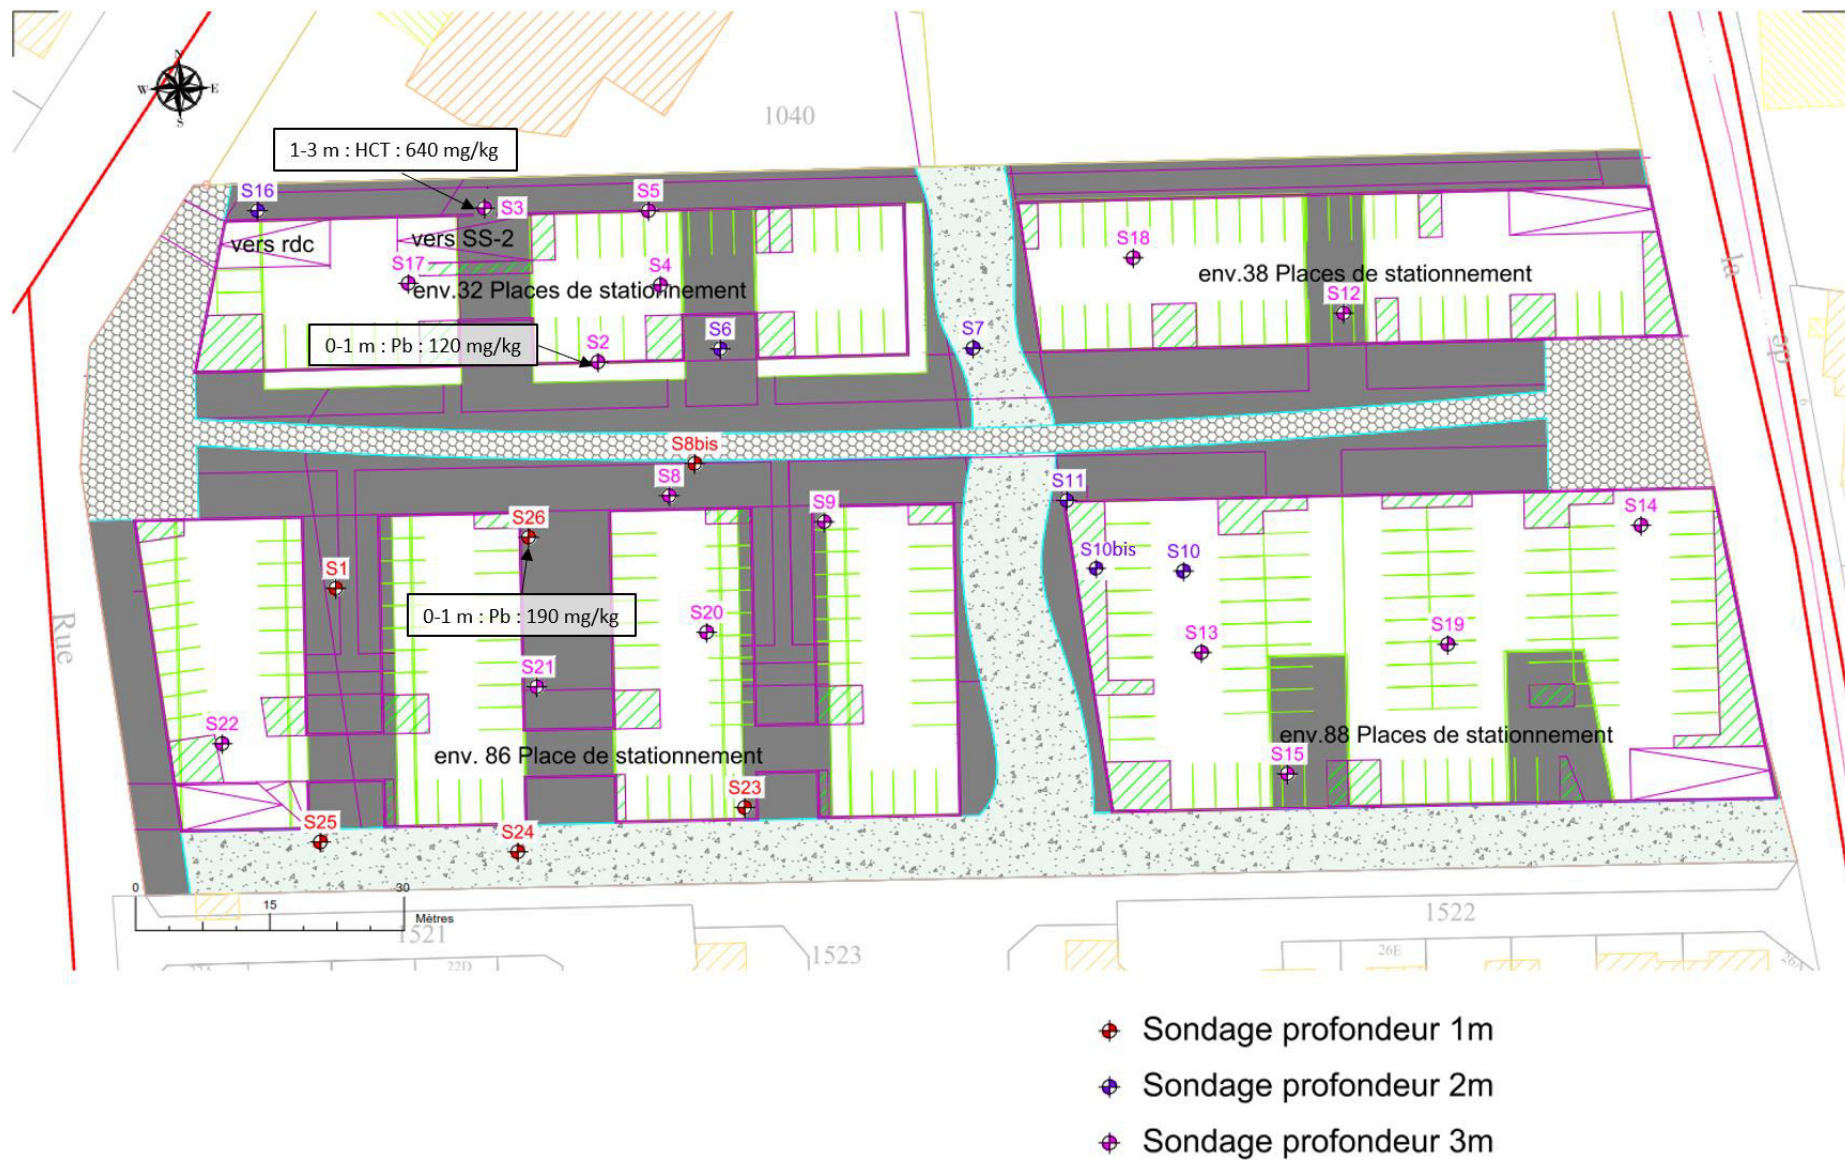 N
W
E
S
1040
1-3 m : HCT : 640 mg/kg
S16
S3
S5
vers rdc
vers SS-2
S17
S4
env.32 Places de stationnement
S18
env.38 Places de stationnement
S12
la
0-1 m : Pb : 120 mg/kg
S2
S6
S7
S8bis
S8
S9
S11
S14
S26
S1
S10bis
S10
0-1 m : Pb : 190 mg/kg
Rue
S20
S13
S19
S21
S22
env. 86 Place de stationnement
env.88 Places de stationnement
S15
S23
S25
S24
0
15
30
Mètres
1521
1523
1522
22D
26E
26A
Sondage profondeur 1m
Sondage profondeur 2m
Sondage profondeur 3m